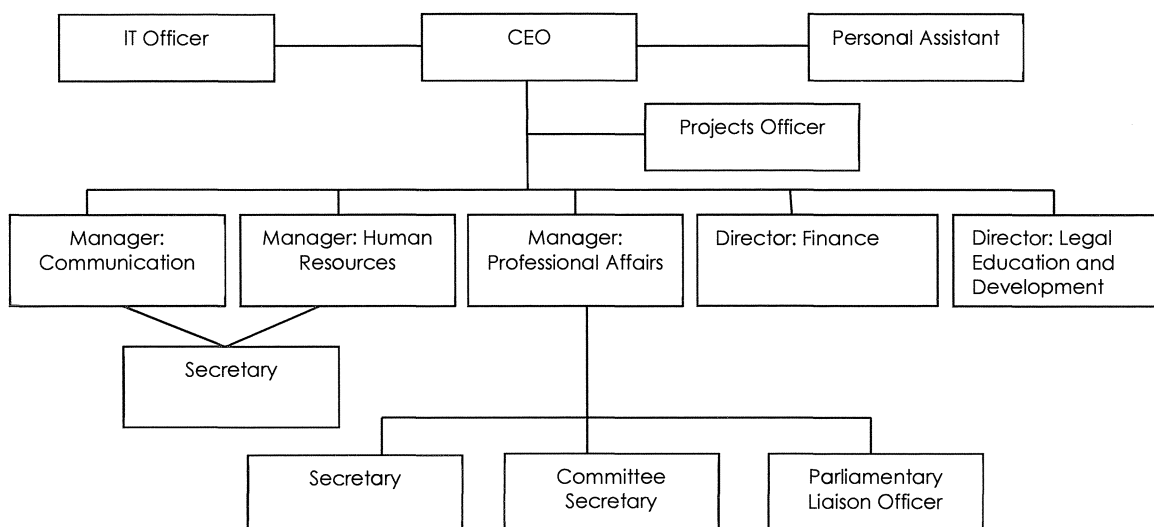 IT Officer
CEO
Personal Assistant
Projects Officer
Manager:
Communication
Manager: Human
Resources
Manager:
Professional Affairs
Director: Finance
Director: Legal
Education and
Development
Secretary
Secretary
Committee
Secretary
Parliamentary
Liaison Officer